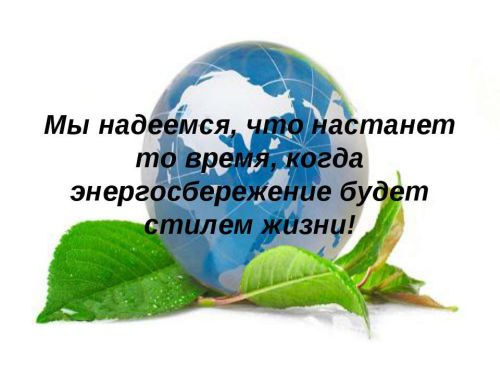 Мы надеемся, что настанет
то время, когда
энергосбережение будет
стилем жизни!